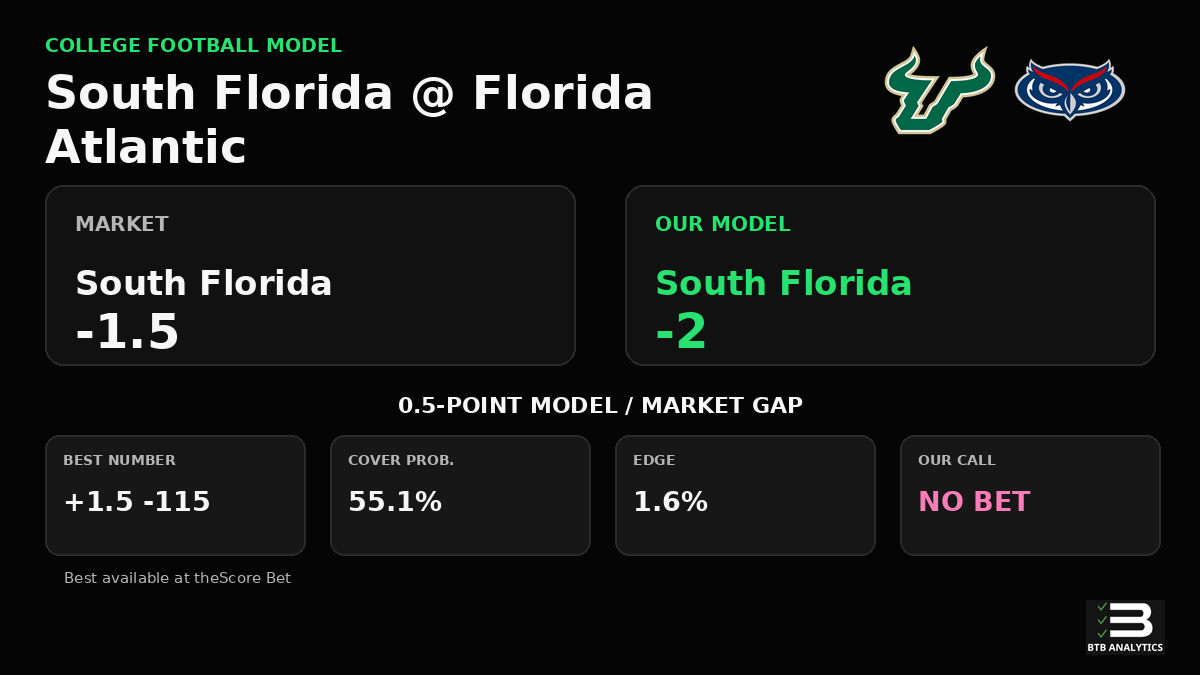 COLLEGE FOOTBALL MODEL
South Florida @ Florida
Atlantic
MARKET
South Florida
-1.5
OUR MODEL
South Florida
-2
0.5-POINT MODEL / MARKET GAP
BEST NUMBER
+1.5 -115
COVER PROB.
55.1%
EDGE
1.6%
OUR CALL
NO BET
Best available at theScore Bet
BTB ANALYTICS